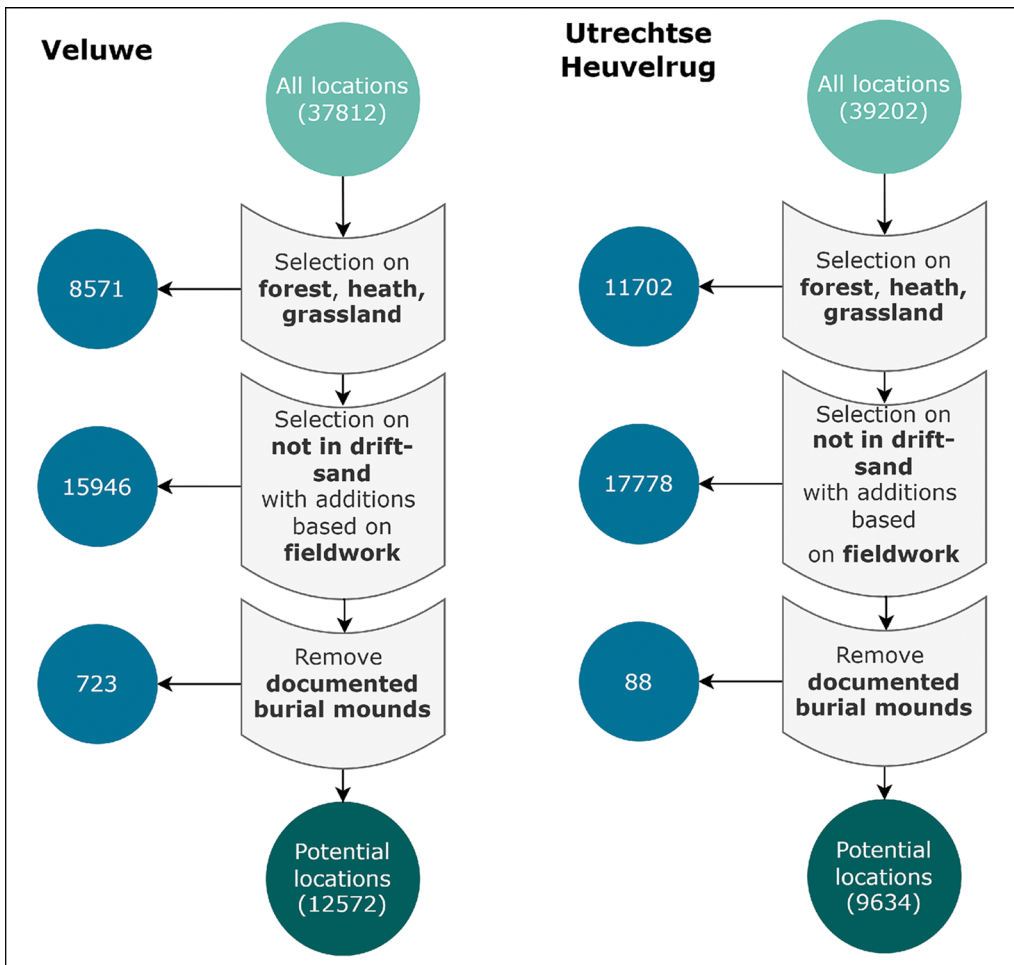 Veluwe
All locations
(37812)
Selection on
forest, heath,
grassland
8571
Selection on
not in drift-
sand
with additions
based on
fieldwork
15946
Remove
documented
burial mounds
723
Potential
locations
(12572)
Utrechtse
Heuvelrug
All locations
(39202)
Selection on
forest, heath,
grassland
11702
Selection on
not in drift-
sand
with additions
based
on fieldwork
17778
Remove
documented
burial mounds
88
Potential
locations
(9634)